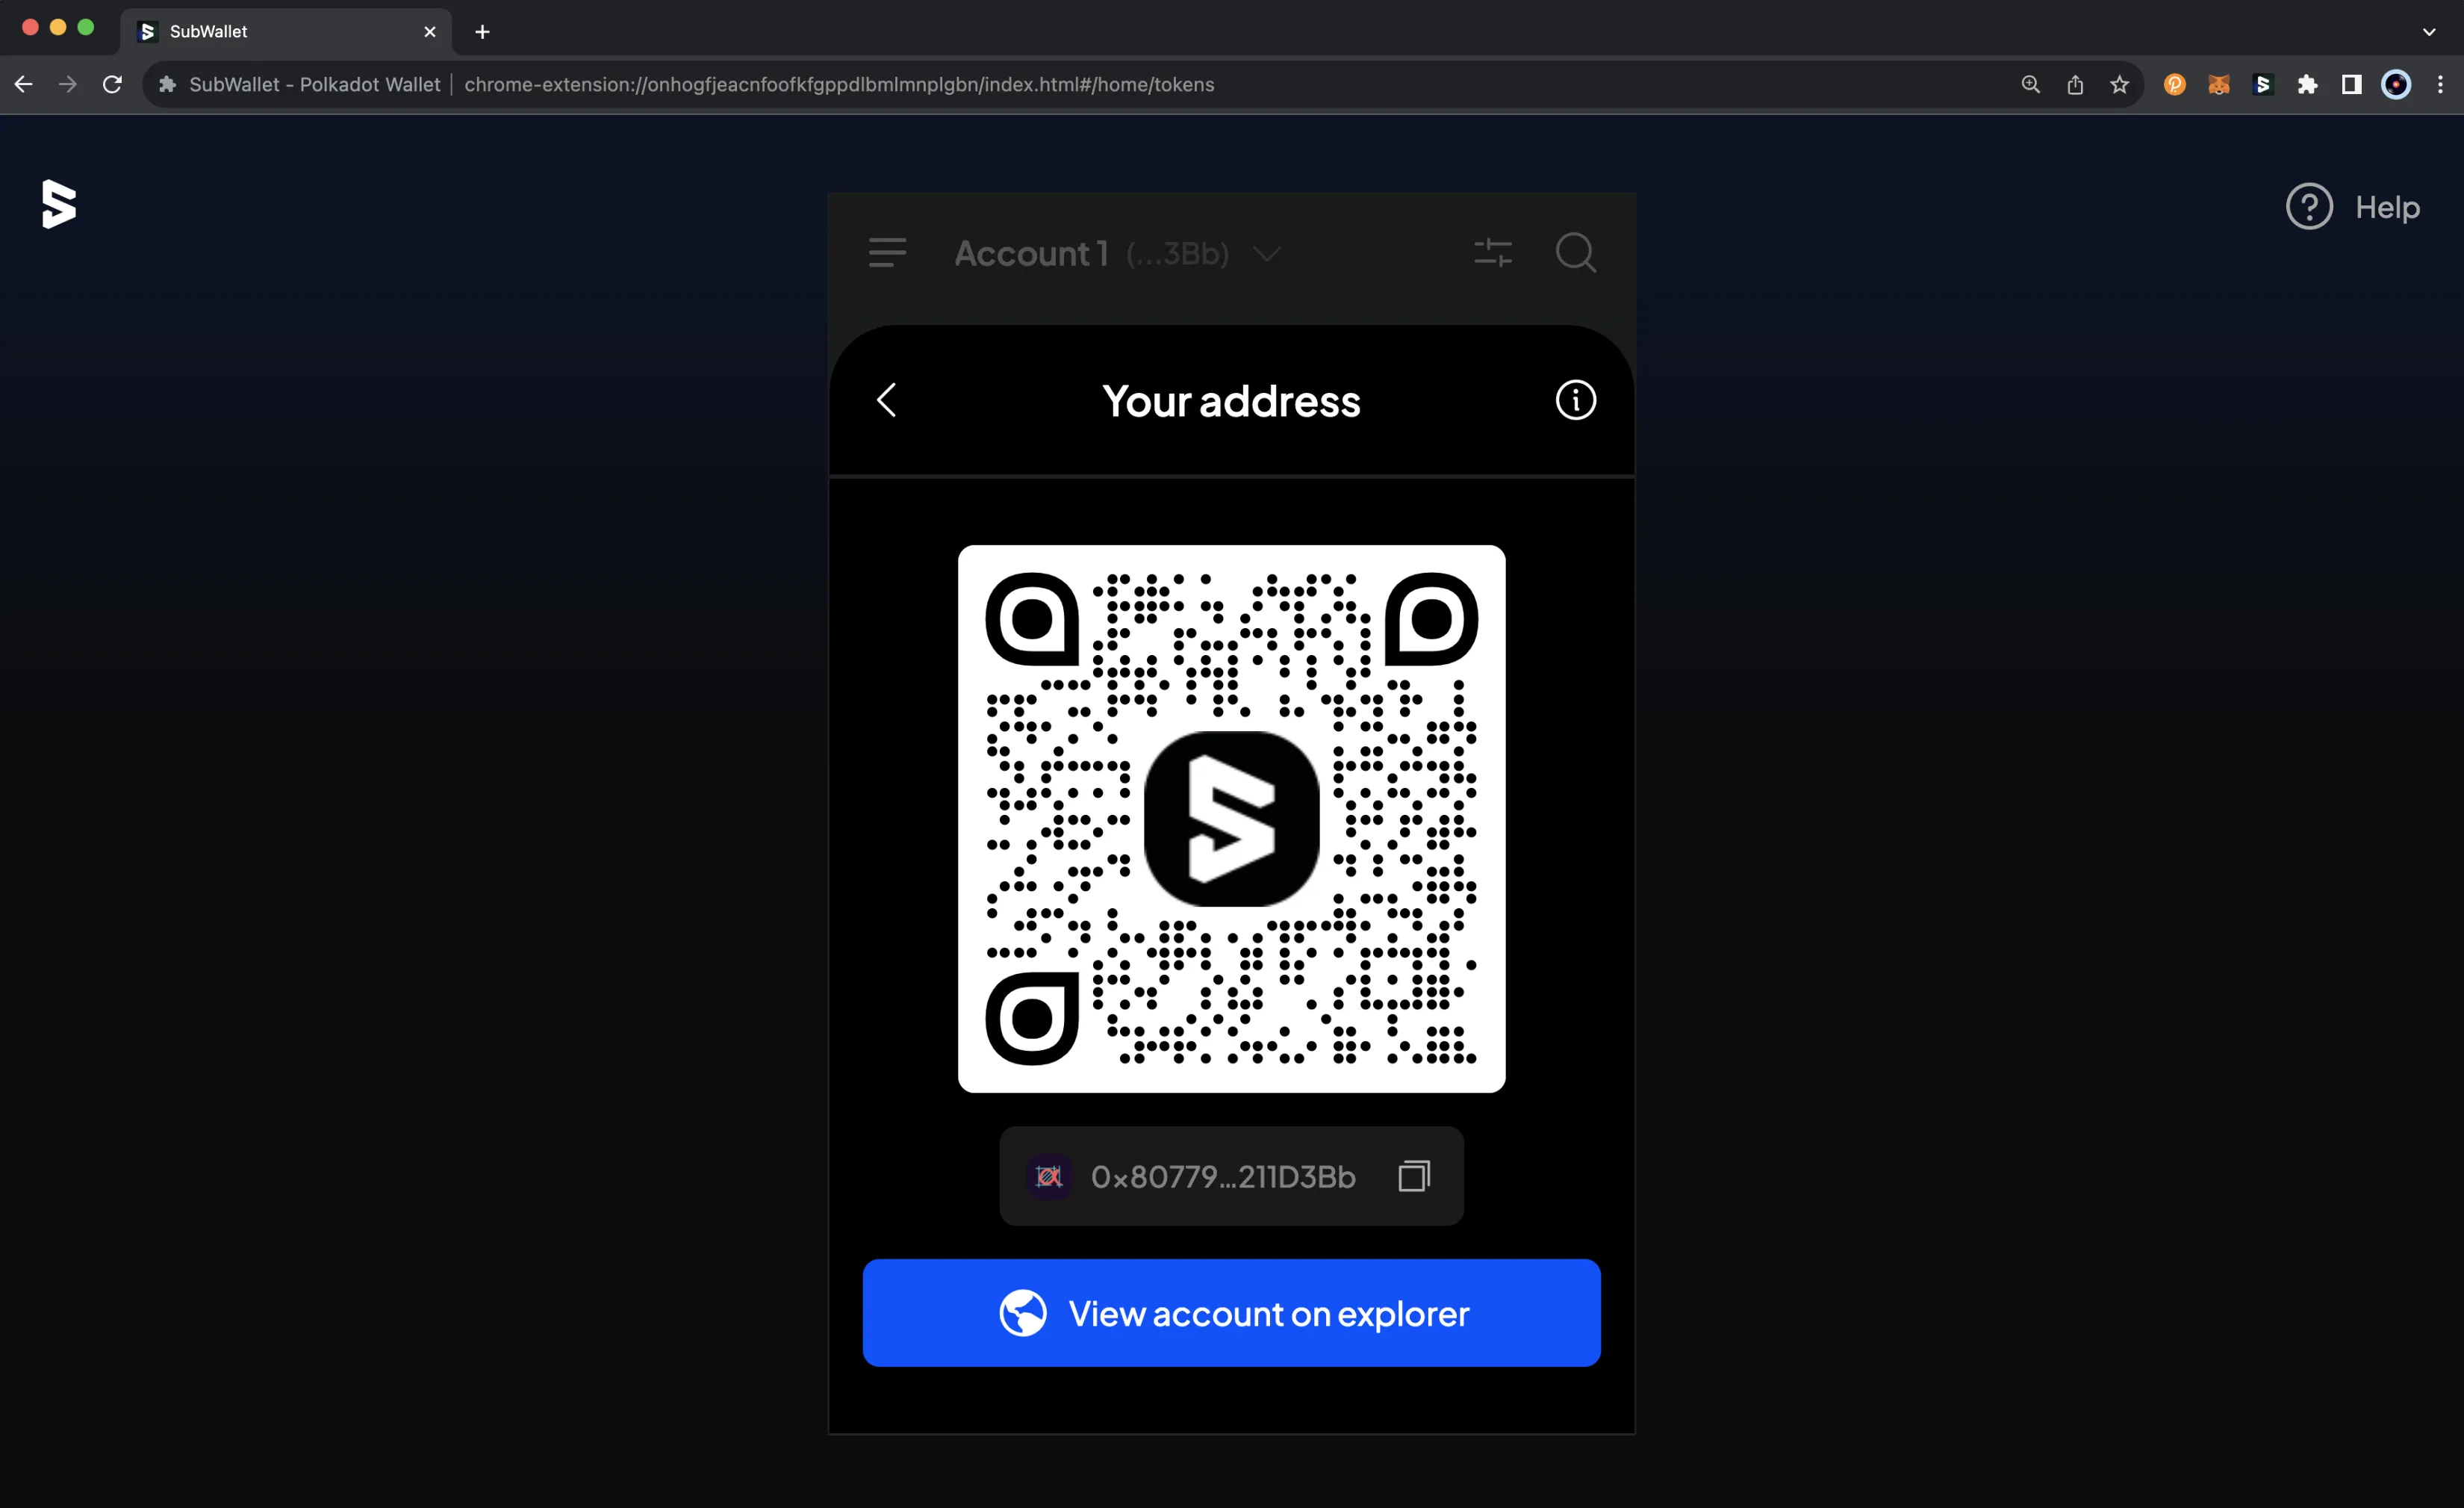 SubWallet
SubWallet - Polkadot Wallet | chrome-extension://onhogfjeacnfoofkfgppdlbmlmnplgbn/index.html#/home/tokens
Help
Account 1 (...3Bb)
Your address
0x80779...211D3Bb
View account on explorer